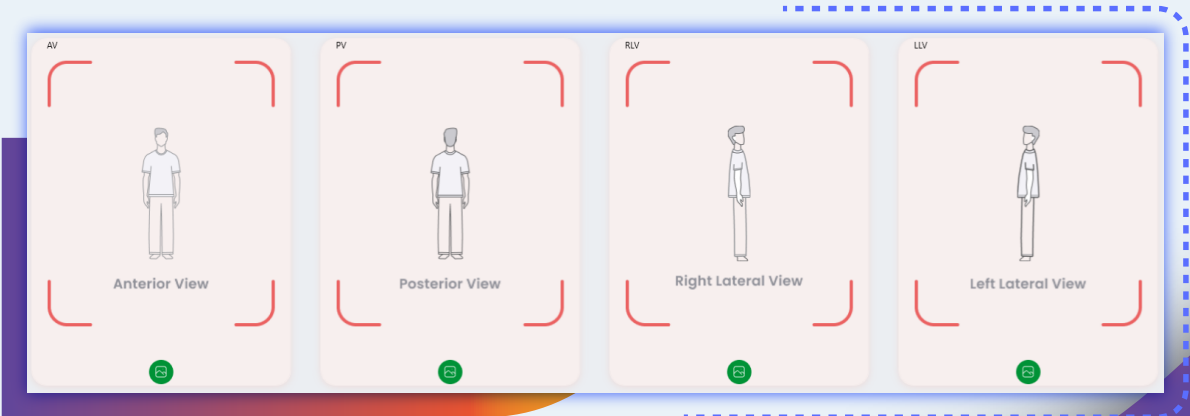 AV
PV
RLV
LLV
Anterior View
Posterior View
Right Lateral View
Left Lateral View